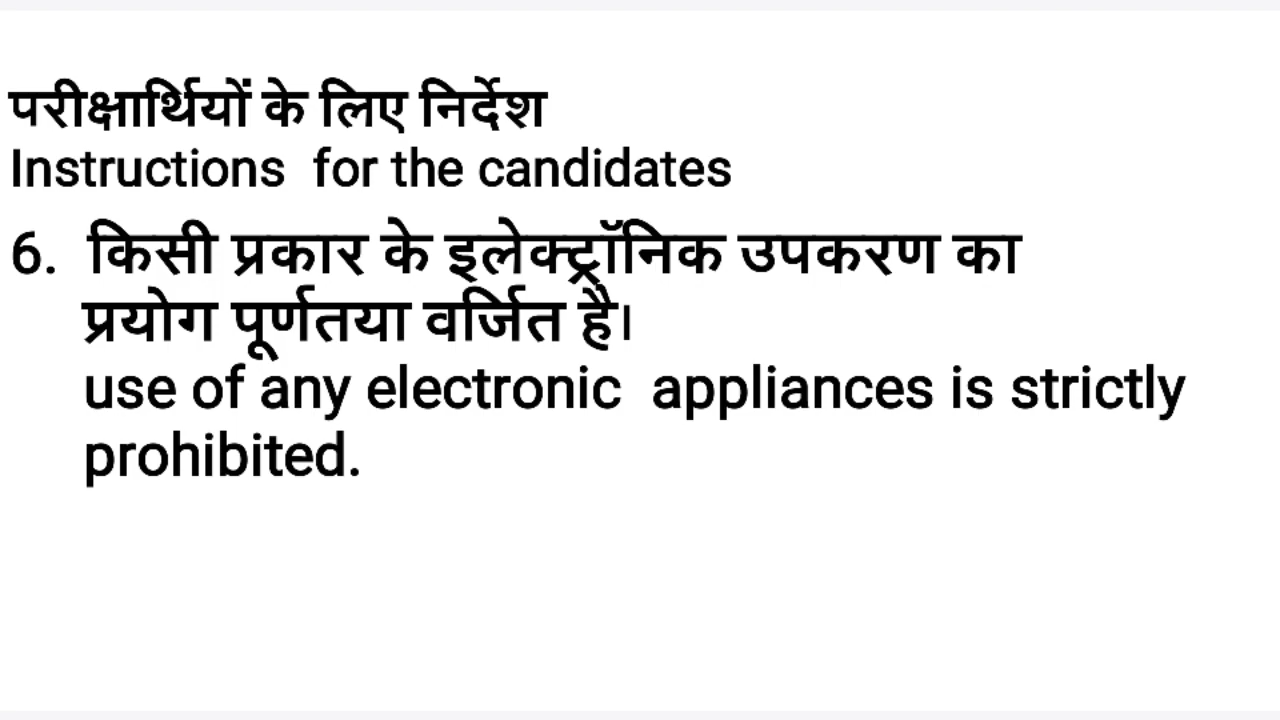 परीक्षार्थियों के लिए निर्देश
Instructions for the candidates
6. किसी प्रकार के इलेक्ट्रॉनिक उपकरण का
प्रयोग पूर्णतया वर्जित है।
use of any electronic appliances is strictly
prohibited.